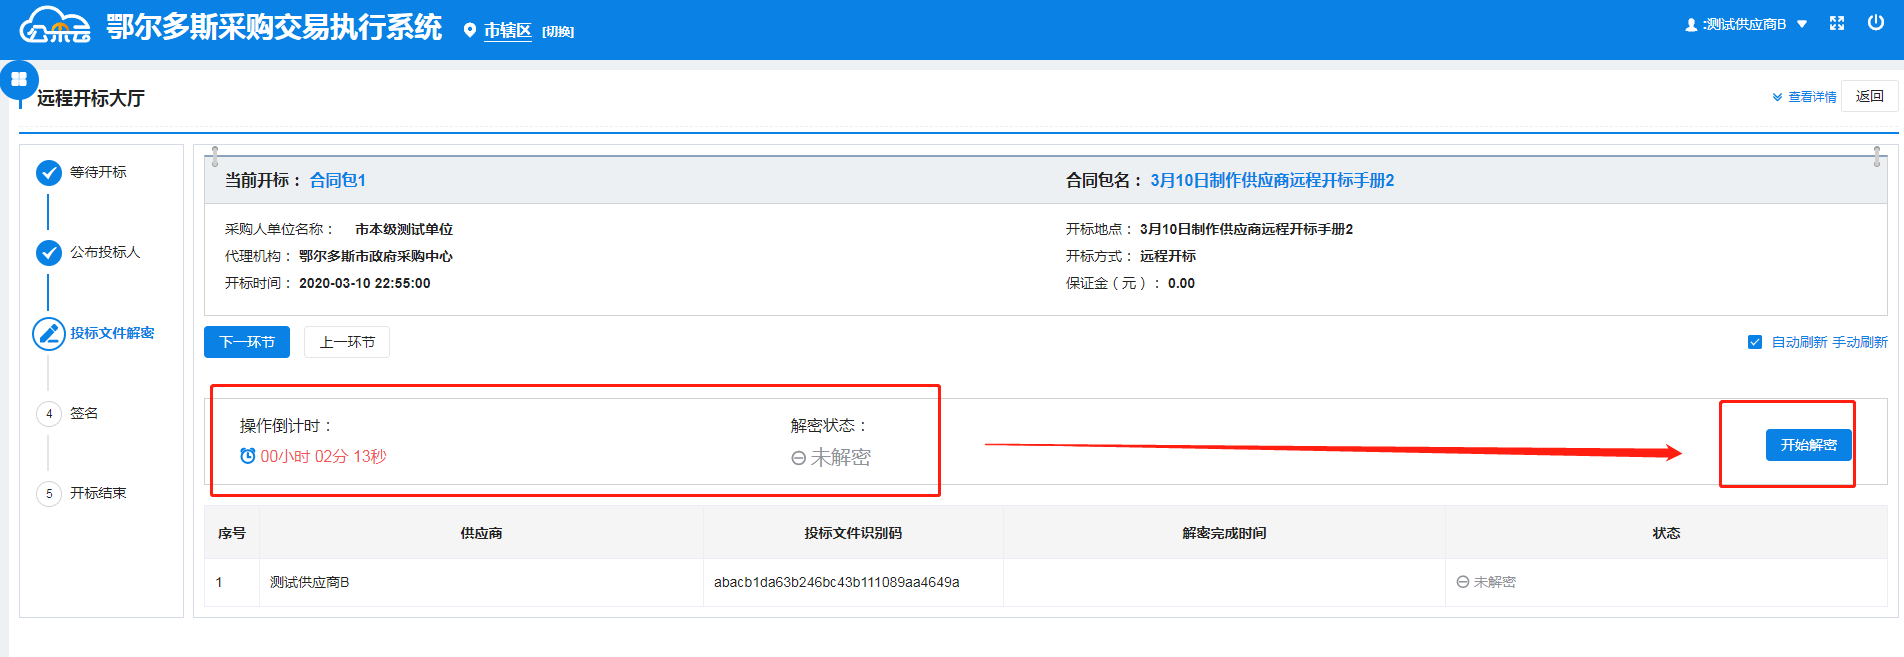 公采云 鄂尔多斯采购交易执行系统 市辖区 [切换] :测试供应商B
远程开标大厅 查看详情 返回
等待开标
公布投标人
投标文件解密
4 签名
5 开标结束
当前开标： 合同包1 合同包名： 3月10日制作供应商远程开标手册2
采购人单位名称： 市本级测试单位 开标地点： 3月10日制作供应商远程开标手册2
代理机构： 鄂尔多斯市政府采购中心 开标方式： 远程开标
开标时间： 2020-03-10 22:55:00 保证金（元）： 0.00
下一环节 上一环节 自动刷新 手动刷新
操作倒计时： 解密状态：
00小时 02分 13秒 未解密 开始解密
序号 供应商 投标文件识别码 解密完成时间 状态
1 测试供应商B abacb1da63b246bc43b111089aa4649a 未解密